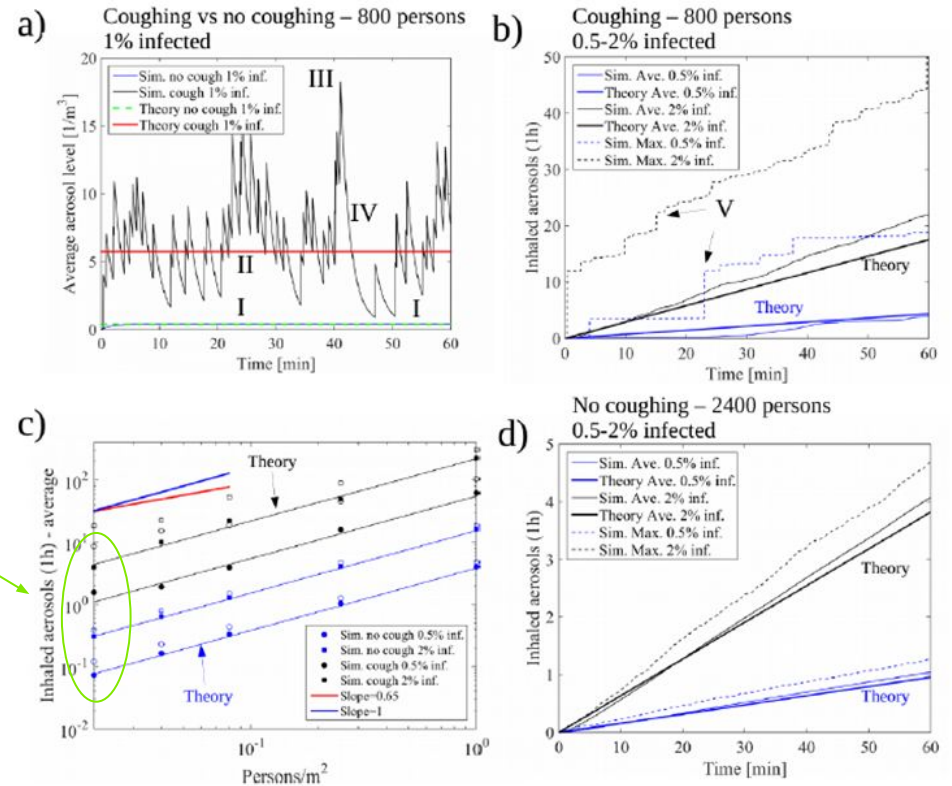 a)
Coughing vs no coughing – 800 persons
1% infected
Average aerosol level [1/m³]
20
15
10
5
0
Sim. no cough 1% inf.
Sim. cough 1% inf.
Theory no cough 1% inf.
Theory cough 1% inf.
III
IV
II
I
I
0 10 20 30 40 50 60
Time [min]
b)
Coughing – 800 persons
0.5-2% infected
Inhaled aerosols (1h)
50
40
30
20
10
0
Sim. Ave. 0.5% inf.
Theory Ave. 0.5% inf.
Sim. Ave. 2% inf.
Theory Ave. 2% inf.
Sim. Max. 0.5% inf.
Sim. Max. 2% inf.
V
Theory
Theory
0 10 20 30 40 50 60
Time [min]
c)
Inhaled aerosols (1h) - average
10²
10¹
10⁰
10⁻¹
10⁻²
Theory
Theory
Sim. no cough 0.5% inf.
Sim. no cough 2% inf.
Sim. cough 0.5% inf.
Sim. cough 2% inf.
Slope=0.65
Slope=1
10⁻¹ 10⁰
Persons/m²
d)
No coughing – 2400 persons
0.5-2% infected
Inhaled aerosols (1h)
5
4
3
2
1
0
Sim. Ave. 0.5% inf.
Theory Ave. 0.5% inf.
Sim. Ave. 2% inf.
Theory Ave. 2% inf.
Sim. Max. 0.5% inf.
Sim. Max. 2% inf.
Theory
Theory
0 10 20 30 40 50 60
Time [min]